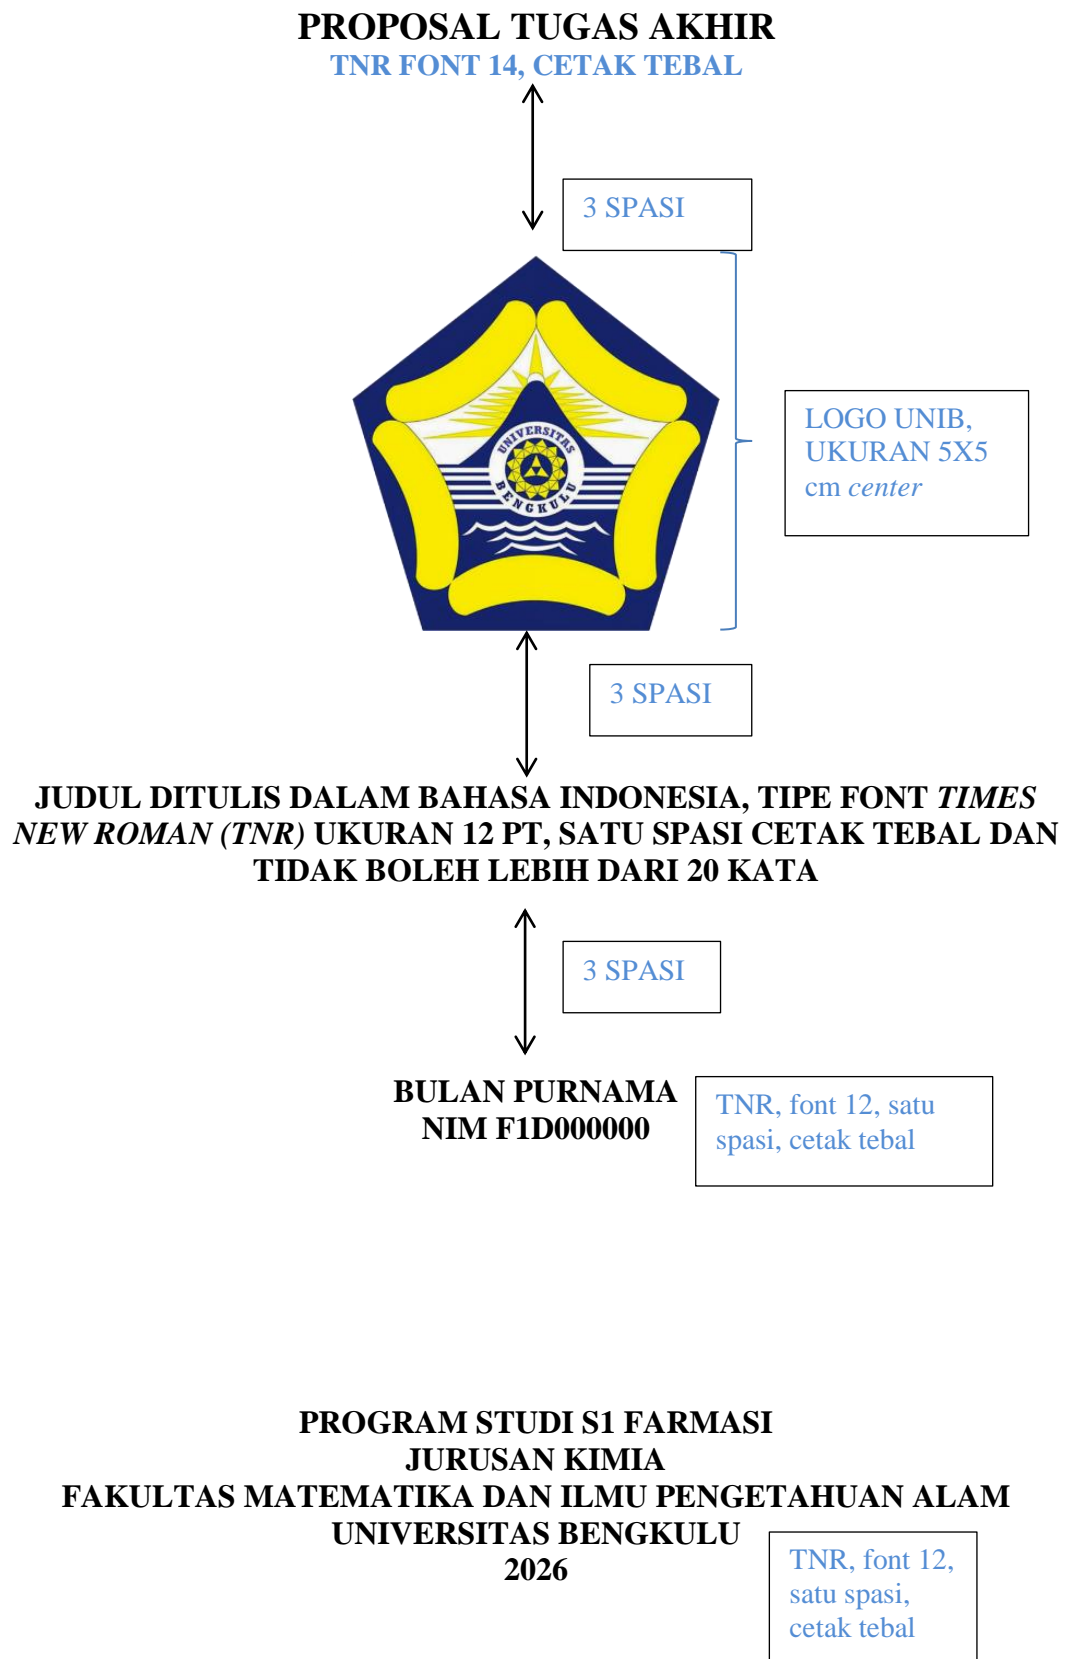 PROPOSAL TUGAS AKHIR
TNR FONT 14, CETAK TEBAL
3 SPASI
UNIVERSITAS
BENGKULU
LOGO UNIB,
UKURAN 5X5
cm center
3 SPASI
JUDUL DITULIS DALAM BAHASA INDONESIA, TIPE FONT TIMES
NEW ROMAN (TNR) UKURAN 12 PT, SATU SPASI CETAK TEBAL DAN
TIDAK BOLEH LEBIH DARI 20 KATA
3 SPASI
BULAN PURNAMA
NIM F1D000000
TNR, font 12, satu
spasi, cetak tebal
PROGRAM STUDI S1 FARMASI
JURUSAN KIMIA
FAKULTAS MATEMATIKA DAN ILMU PENGETAHUAN ALAM
UNIVERSITAS BENGKULU
2026
TNR, font 12,
satu spasi,
cetak tebal